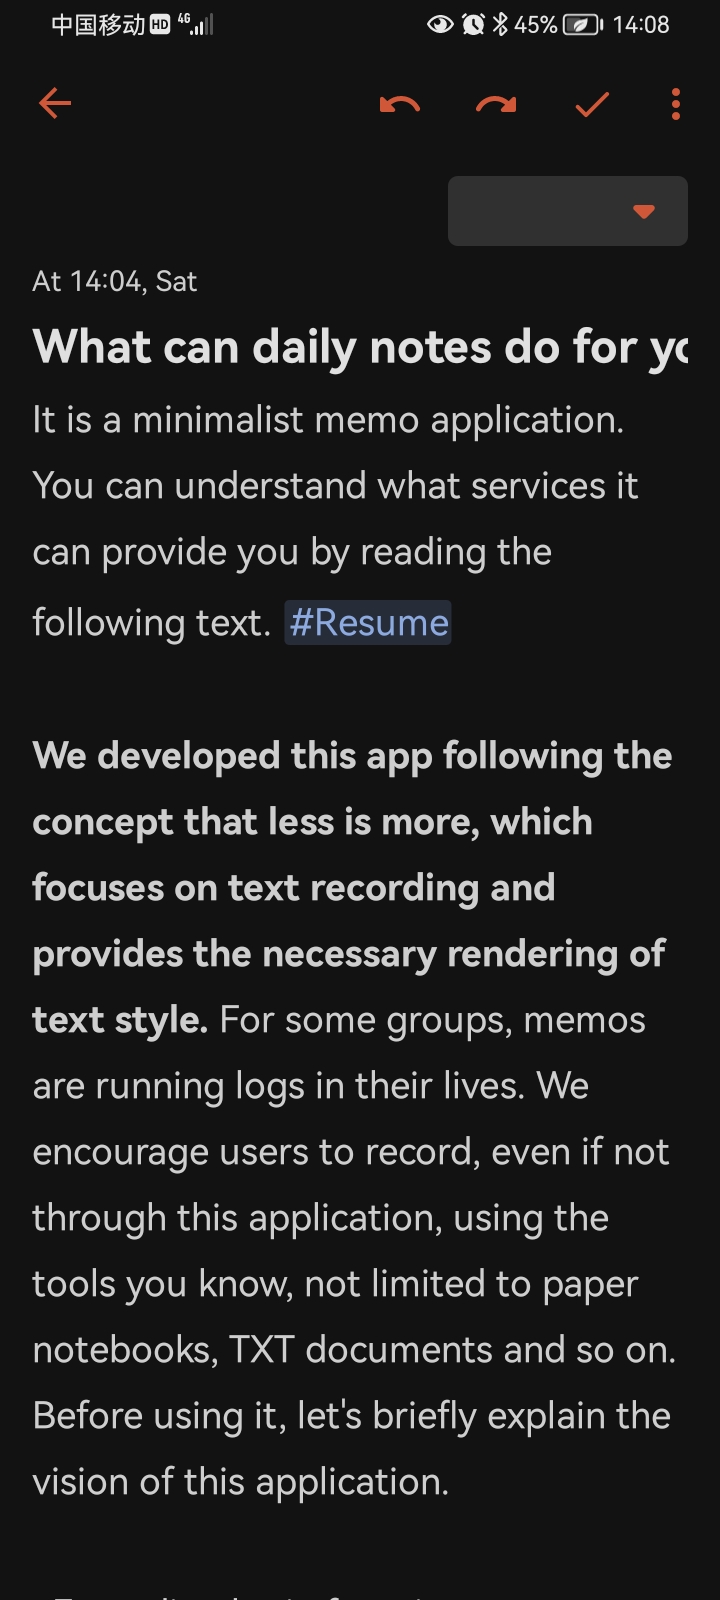 中国移动 HD 4G 45% 14:08
At 14:04, Sat
What can daily notes do for
It is a minimalist memo application.
You can understand what services it
can provide you by reading the
following text. #Resume
We developed this app following the
concept that less is more, which
focuses on text recording and
provides the necessary rendering of
text style. For some groups, memos
are running logs in their lives. We
encourage users to record, even if not
through this application, using the
tools you know, not limited to paper
notebooks, TXT documents and so on.
Before using it, let's briefly explain the
vision of this application.